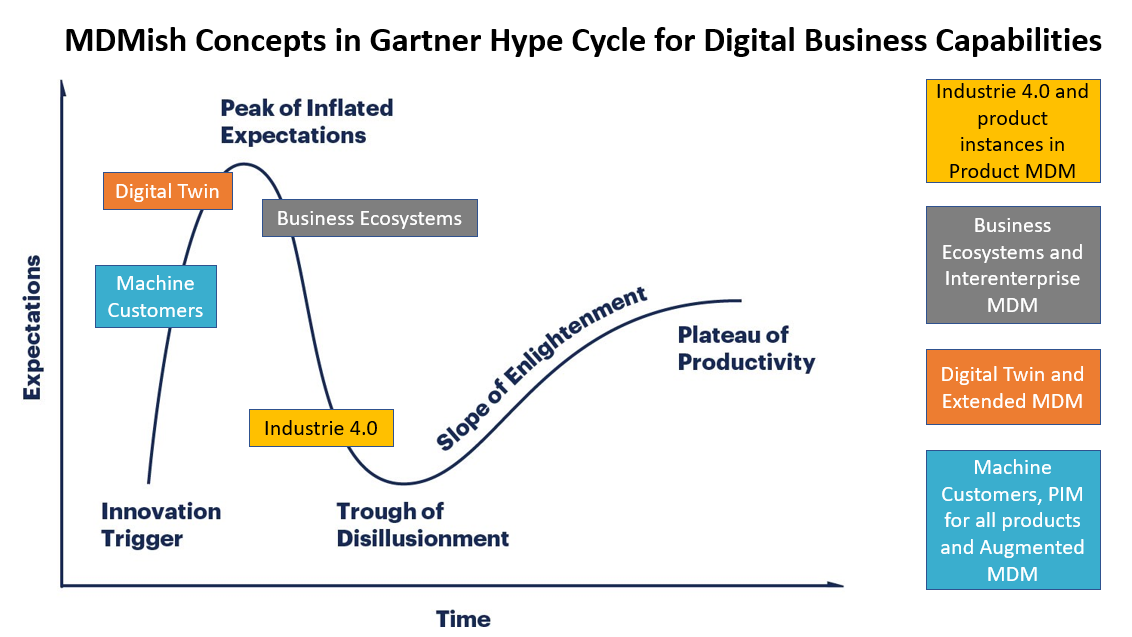 MDMish Concepts in Gartner Hype Cycle for Digital Business Capabilities
Peak of Inflated
Expectations
Digital Twin
Business Ecosystems
Machine
Customers
Industrie 4.0
Innovation
Trigger
Trough of
Disillusionment
Slope of Enlightenment
Plateau of
Productivity
Expectations
Time
Industrie 4.0 and
product
instances in
Product MDM
Business
Ecosystems and
Interenterprise
MDM
Digital Twin and
Extended MDM
Machine
Customers, PIM
for all products
and Augmented
MDM